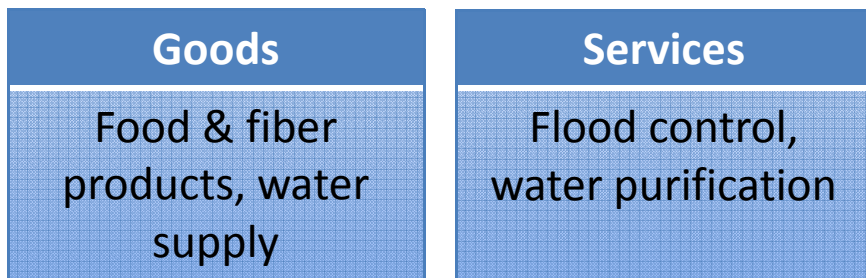 Goods
Food & fiber
products, water
supply
Services
Flood control,
water purification